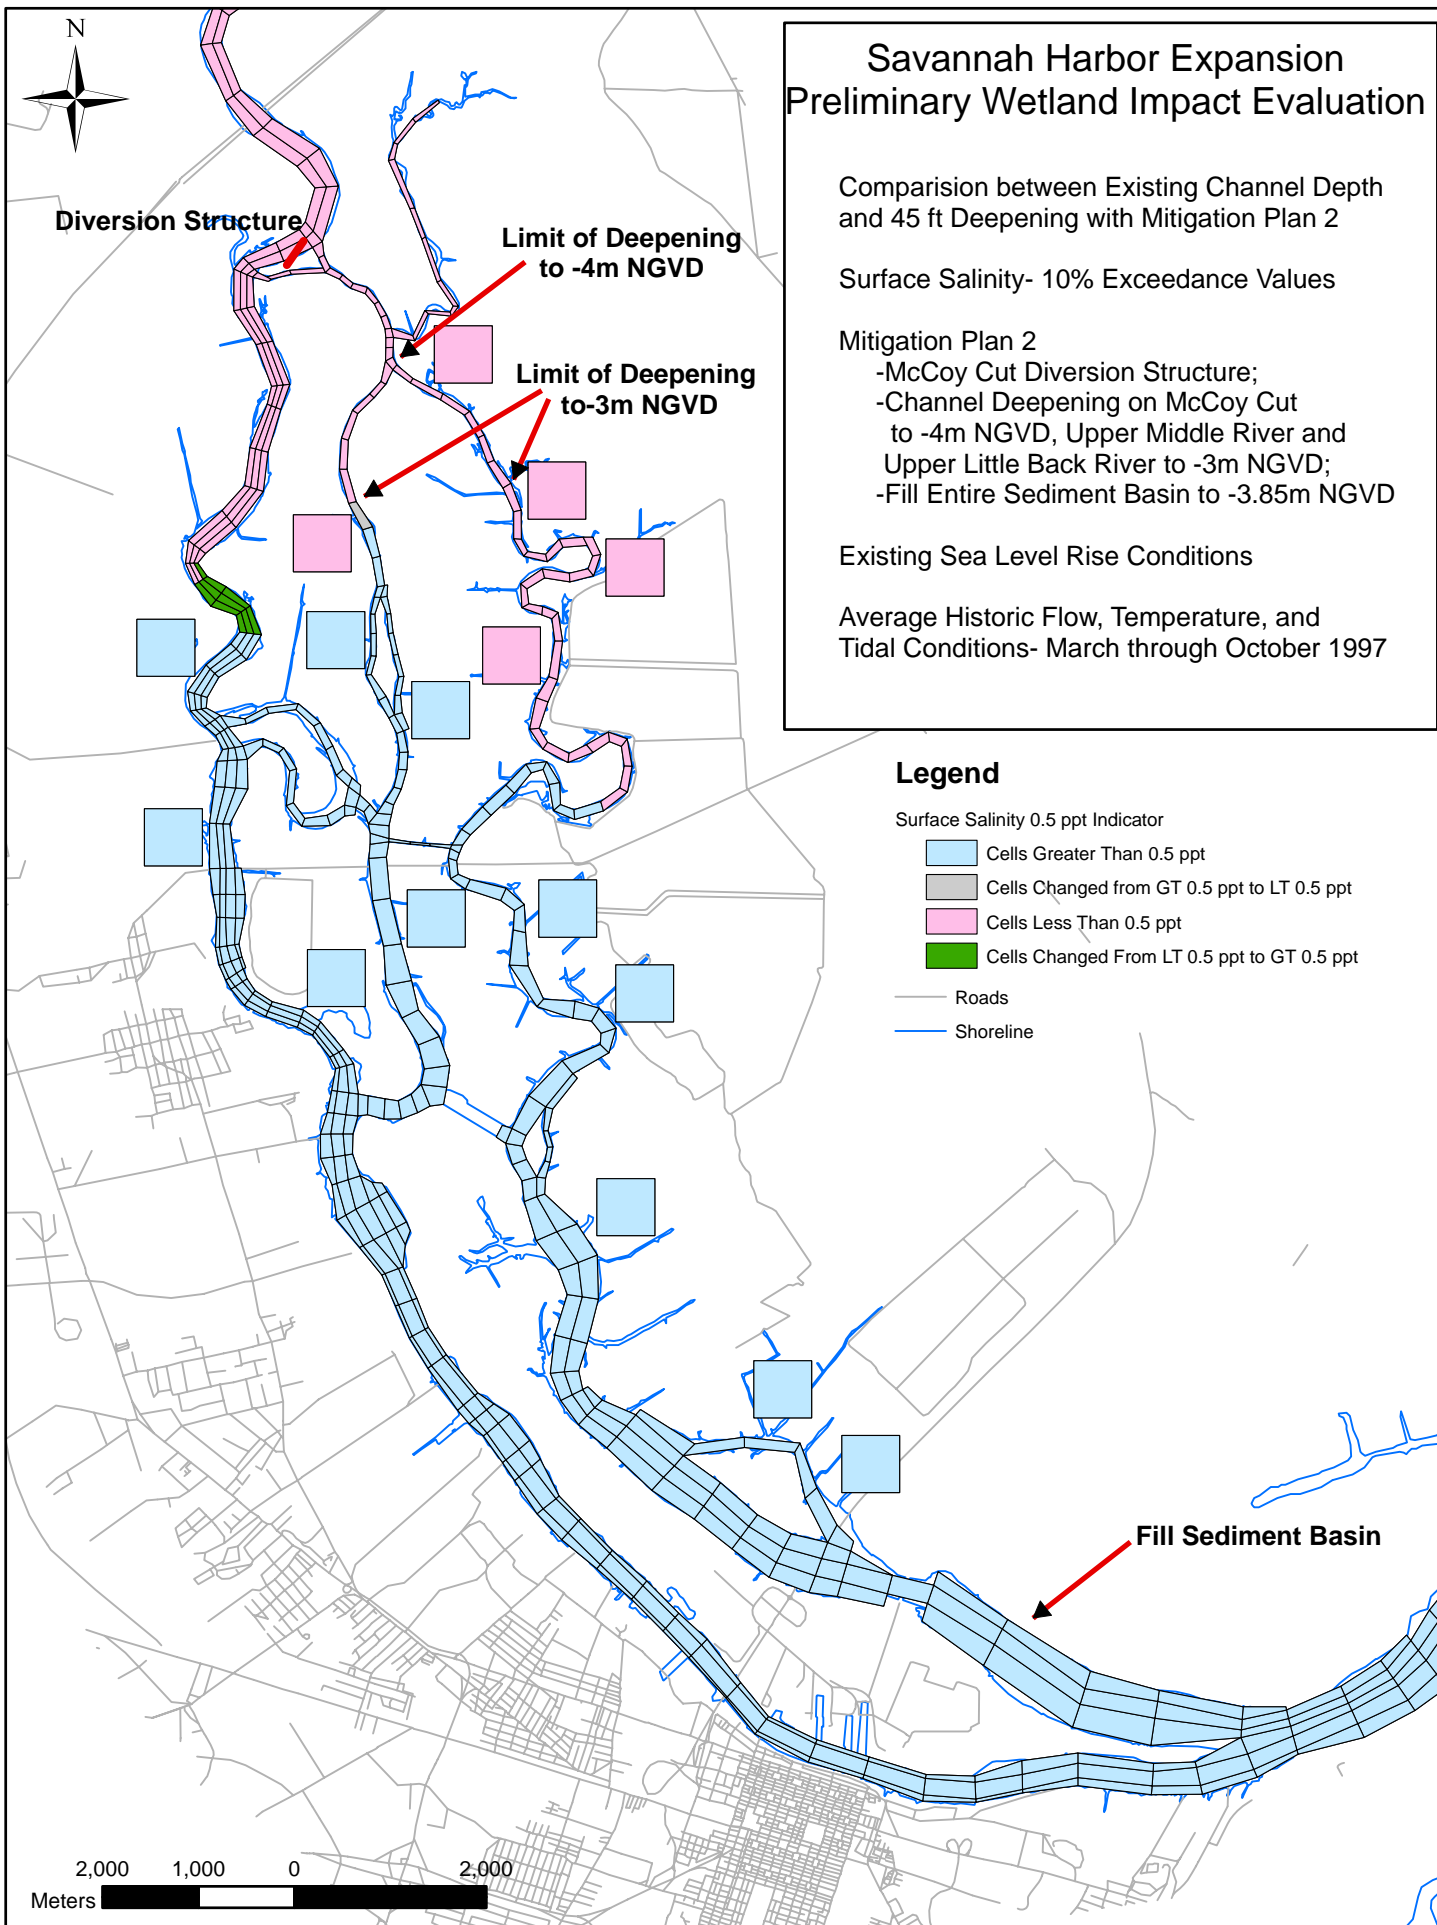 N
Savannah Harbor Expansion
Preliminary Wetland Impact Evaluation
Comparision between Existing Channel Depth
and 45 ft Deepening with Mitigation Plan 2
Surface Salinity- 10% Exceedance Values
Mitigation Plan 2
-McCoy Cut Diversion Structure;
-Channel Deepening on McCoy Cut
to -4m NGVD, Upper Middle River and
Upper Little Back River to -3m NGVD;
-Fill Entire Sediment Basin to -3.85m NGVD
Existing Sea Level Rise Conditions
Average Historic Flow, Temperature, and
Tidal Conditions- March through October 1997
Diversion Structure
Limit of Deepening
to -4m NGVD
Limit of Deepening
to-3m NGVD
Legend
Surface Salinity 0.5 ppt Indicator
Cells Greater Than 0.5 ppt
Cells Changed from GT 0.5 ppt to LT 0.5 ppt
Cells Less Than 0.5 ppt
Cells Changed From LT 0.5 ppt to GT 0.5 ppt
Roads
Shoreline
Fill Sediment Basin
2,000 1,000 0 2,000
Meters